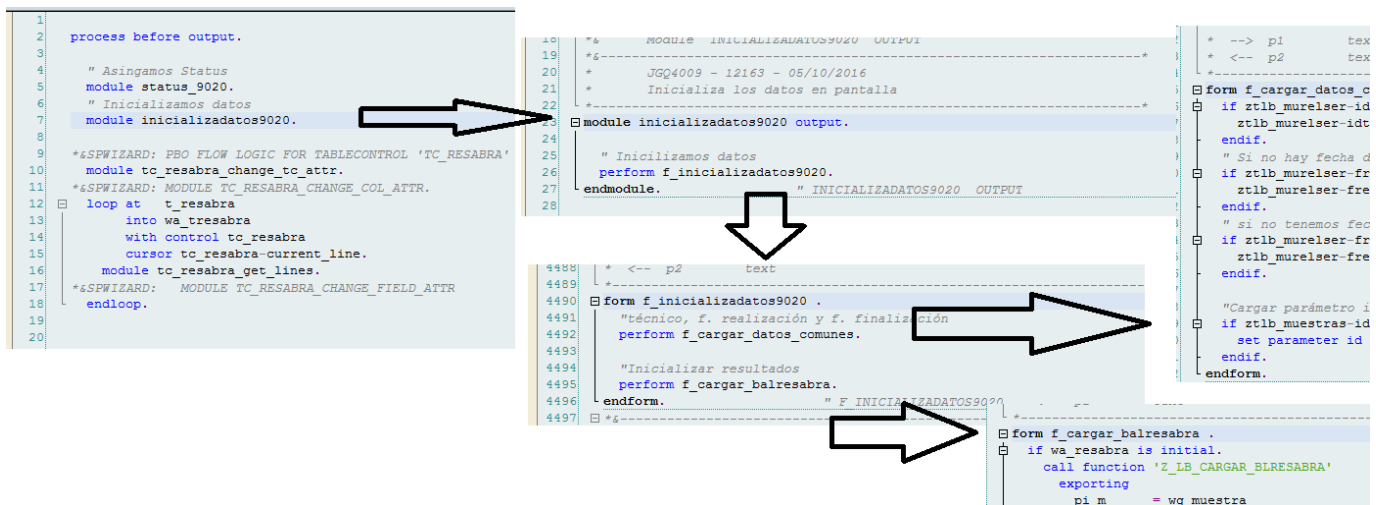 1
2 process before output.
3
4 " Asingamos Status
5 module status_9020.
6 " Inicializamos datos
7 module inicializadatos9020.
8
9 *&SPWIZARD: PBO FLOW LOGIC FOR TABLECONTROL 'TC_RESABRA'
10 module tc_resabra_change_tc_attr.
11 *&SPWIZARD: MODULE TC_RESABRA_CHANGE_COL_ATTR.
12 loop at t_resabra
13 into wa_tresabra
14 with control tc_resabra
15 cursor tc_resabra-current_line.
16 module tc_resabra_get_lines.
17 *&SPWIZARD: MODULE TC_RESABRA_CHANGE_FIELD_ATTR
18 endloop.
19
20
18 *& Module INICIALIZADATOS9020 OUTPUT
19 *&---------------------------------------------------------------------*
20 * JGQ4009 - 12163 - 05/10/2016
21 * Inicializa los datos en pantalla
22 *----------------------------------------------------------------------*
23 module inicializadatos9020 output.
24
25 " Inicilizamos datos
26 perform f_inicializadatos9020.
27 endmodule. " INICIALIZADATOS9020 OUTPUT
28
4488 * <-- p2 text
4489 *----------------------------------------------------------------------
4490 form f_inicializadatos9020 .
4491 "técnico, f. realización y f. finalización
4492 perform f_cargar_datos_comunes.
4493
4494 "Inicializar resultados
4495 perform f_cargar_balresabra.
4496 endform. " F_INICIALIZADATOS9020
4497 *&---------------------------------------------------------------------
* --> p1 tex
* <-- p2 tex
*----------------------
form f_cargar_datos_c
if ztlb_murelser-id
ztlb_murelser-idt
endif.
" Si no hay fecha d
if ztlb_murelser-fr
ztlb_murelser-fre
endif.
" si no tenemos fec
if ztlb_murelser-fr
ztlb_murelser-fre
endif.
"Cargar parámetro i
if ztlb_muestras-id
set parameter id
endif.
endform.
*----------------------------------------
form f_cargar_balresabra .
if wa_resabra is initial.
call function 'Z_LB_CARGAR_BLRESABRA'
exporting
pi_m = wg_muestra